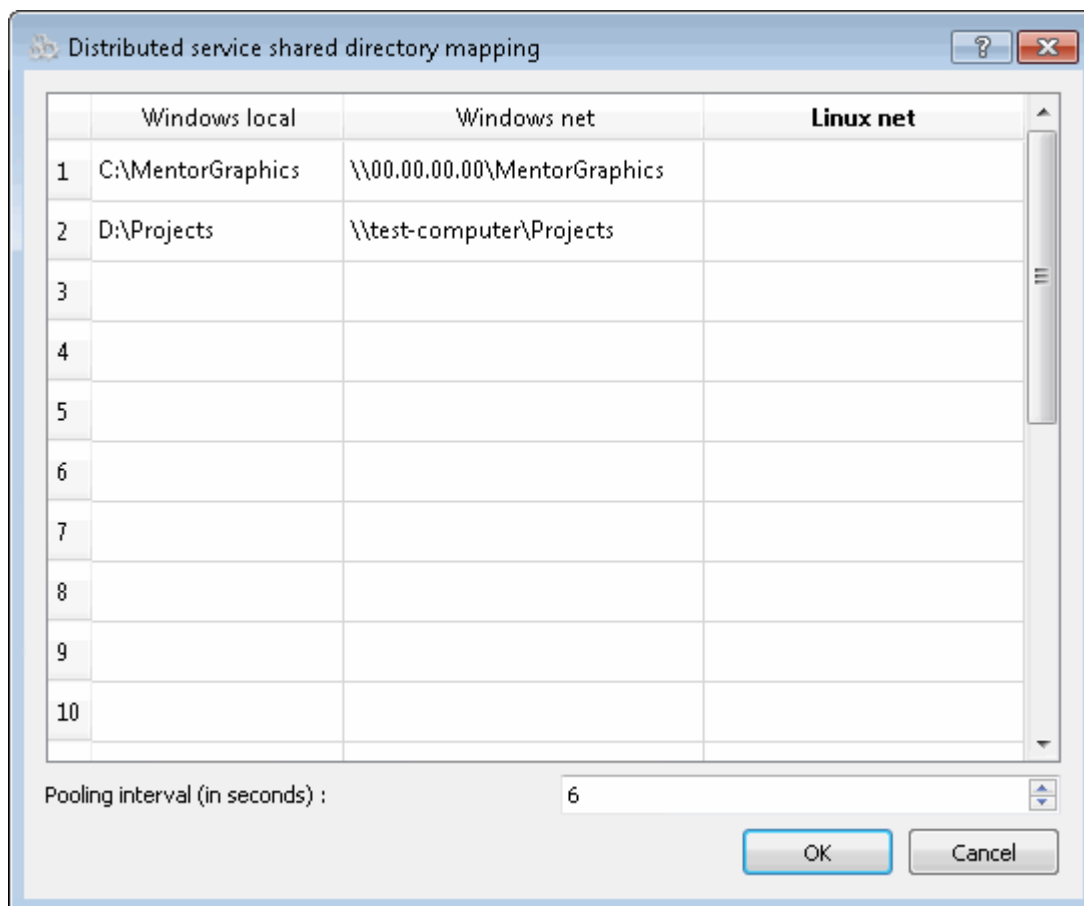 Distributed service shared directory mapping
Windows local Windows net Linux net
1 C:\MentorGraphics \\00.00.00.00\MentorGraphics
2 D:\Projects \\test-computer\Projects
3
4
5
6
7
8
9
10
Pooling interval (in seconds) : 6
OK Cancel